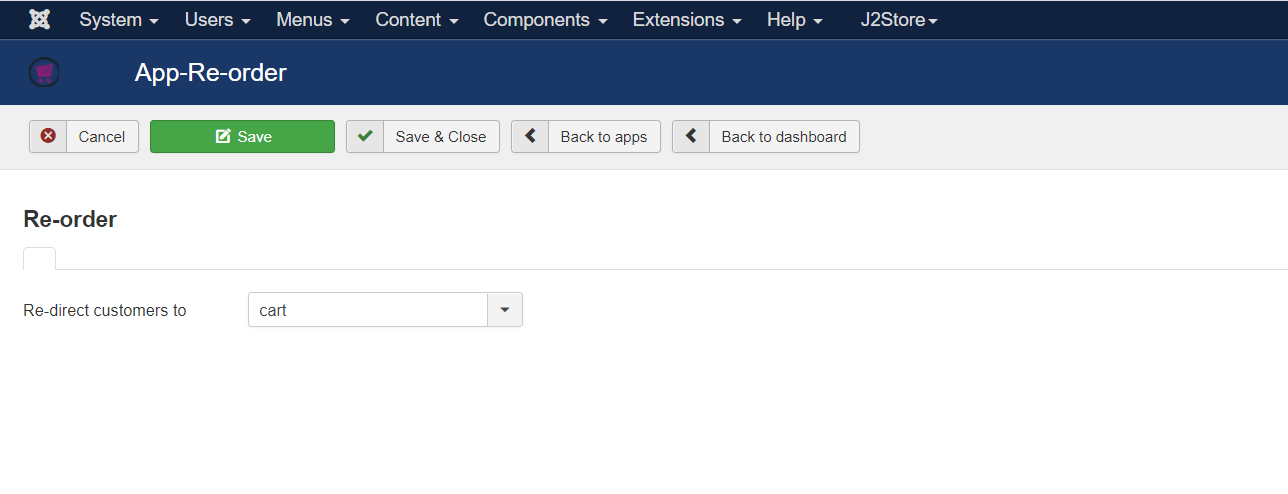 System Users Menus Content Components Extensions Help J2Store
App-Re-order
Cancel Save Save & Close Back to apps Back to dashboard
Re-order
Re-direct customers to cart